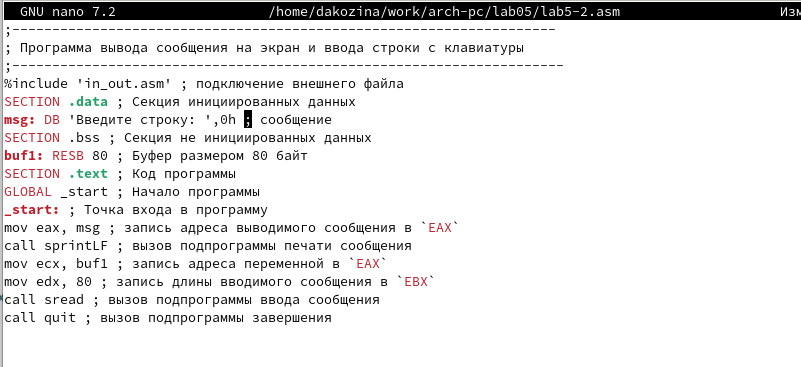 GNU nano 7.2 /home/dakozina/work/arch-pc/lab05/lab5-2.asm Изм
;--------------------------------------------------------------------
; Программа вывода сообщения на экран и ввода строки с клавиатуры
;---------------------------------------------------------------------
%include 'in_out.asm' ; подключение внешнего файла
SECTION .data ; Секция инициированных данных
msg: DB 'Введите строку: ',0h ; сообщение
SECTION .bss ; Секция не инициированных данных
buf1: RESB 80 ; Буфер размером 80 байт
SECTION .text ; Код программы
GLOBAL _start ; Начало программы
_start: ; Точка входа в программу
mov eax, msg ; запись адреса выводимого сообщения в `EAX`
call sprintLF ; вызов подпрограммы печати сообщения
mov ecx, buf1 ; запись адреса переменной в `EAX`
mov edx, 80 ; запись длины вводимого сообщения в `EBX`
call sread ; вызов подпрограммы ввода сообщения
call quit ; вызов подпрограммы завершения